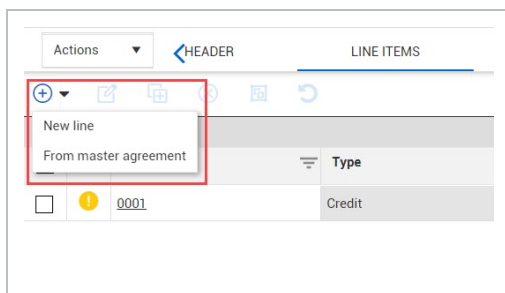 Actions
HEADER
LINE ITEMS
New line
From master agreement
Type
0001
Credit